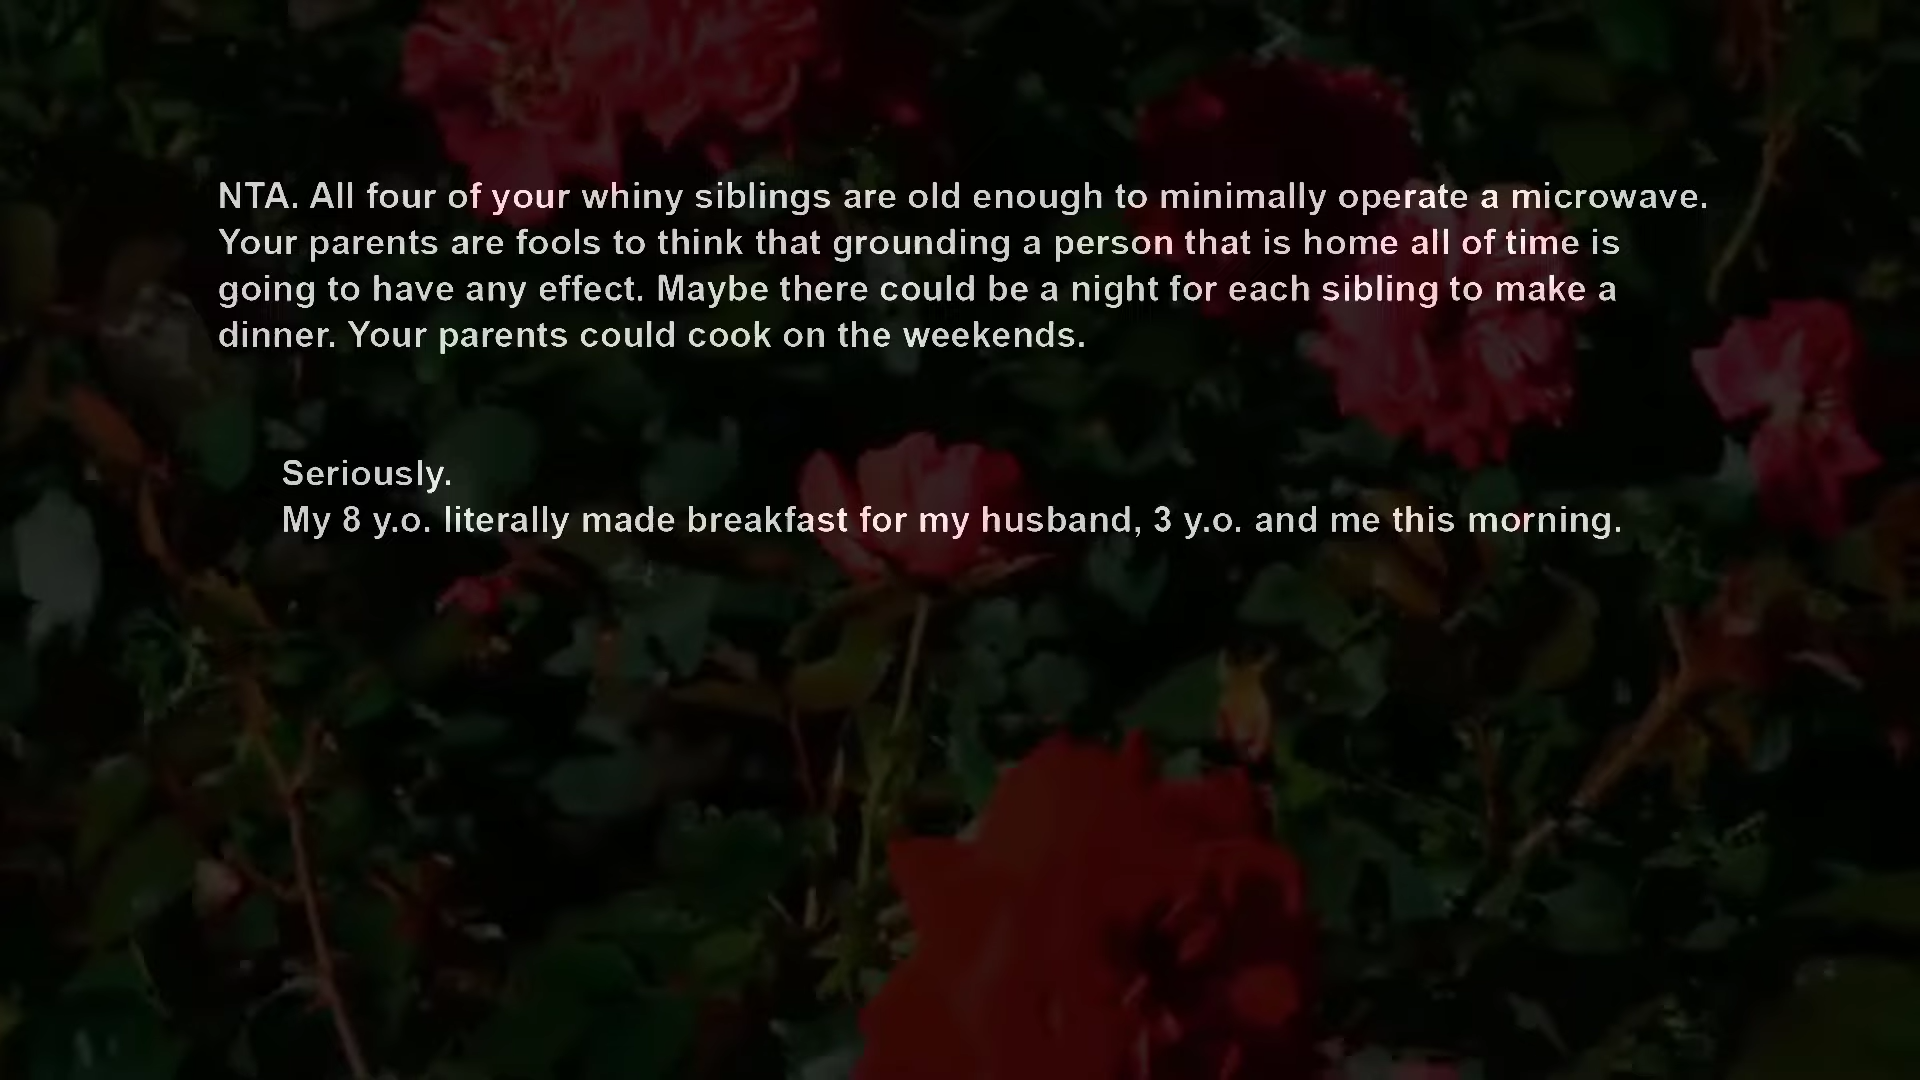 NTA. All four of your whiny siblings are old enough to minimally operate a microwave.
Your parents are fools to think that grounding a person that is home all of time is
going to have any effect. Maybe there could be a night for each sibling to make a
dinner. Your parents could cook on the weekends.
Seriously.
My 8 y.o. literally made breakfast for my husband, 3 y.o. and me this morning.